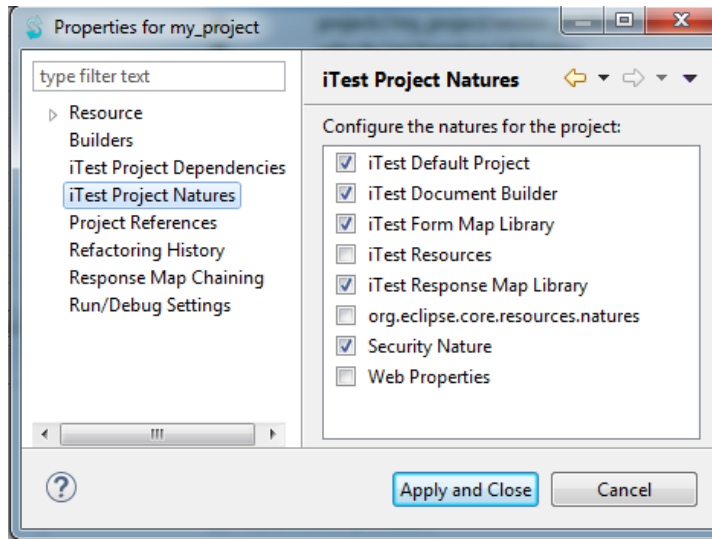 Properties for my_project
type filter text
Resource
Builders
iTest Project Dependencies
iTest Project Natures
Project References
Refactoring History
Response Map Chaining
Run/Debug Settings
iTest Project Natures
Configure the natures for the project:
iTest Default Project
iTest Document Builder
iTest Form Map Library
iTest Resources
iTest Response Map Library
org.eclipse.core.resources.natures
Security Nature
Web Properties
Apply and Close
Cancel